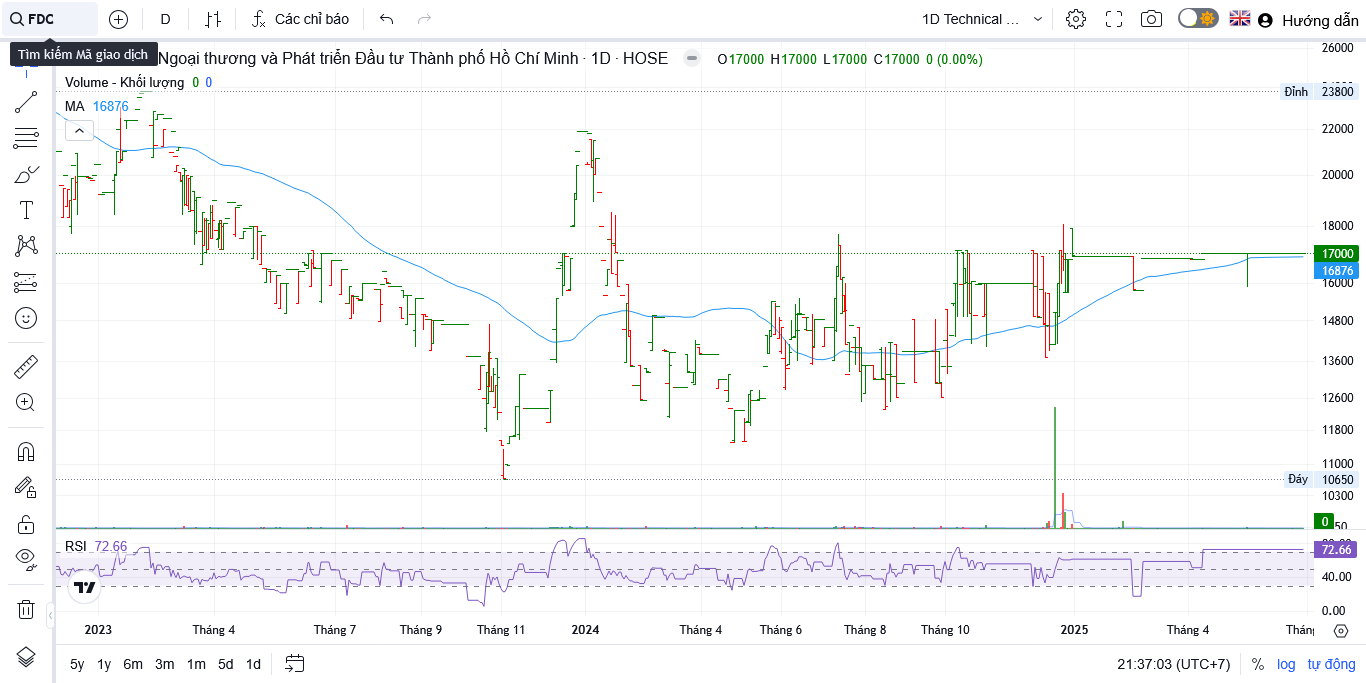 FDC
D
Các chỉ báo
1D Technical ...
Hướng dẫn
Tìm kiếm Mã giao dịch
Ngoại thương và Phát triển Đầu tư Thành phố Hồ Chí Minh · 1D · HOSE
O17000 H17000 L17000 C17000 0 (0.00%)
Volume - Khối lượng 0 0
MA 16876
26000
Đỉnh 23800
22000
20000
18000
17000
16876
16000
14800
13600
12600
11800
11000
Đáy 10650
10300
0
50
RSI 72.66
72.66
40.00
0.00
2023 Tháng 4 Tháng 7 Tháng 9 Tháng 11 2024 Tháng 4 Tháng 6 Tháng 8 Tháng 10 2025 Tháng 4 Thán
5y 1y 6m 3m 1m 5d 1d
21:37:03 (UTC+7) % log tự động